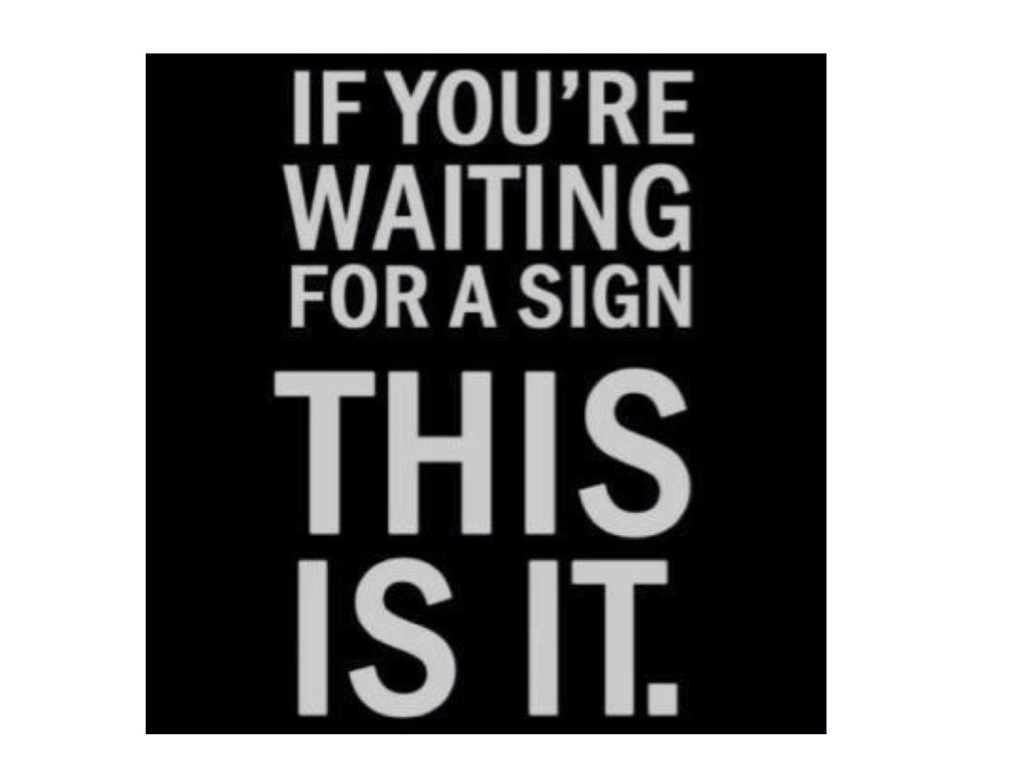 IF YOU’RE
WAITING
FOR A SIGN
THIS
IS IT.